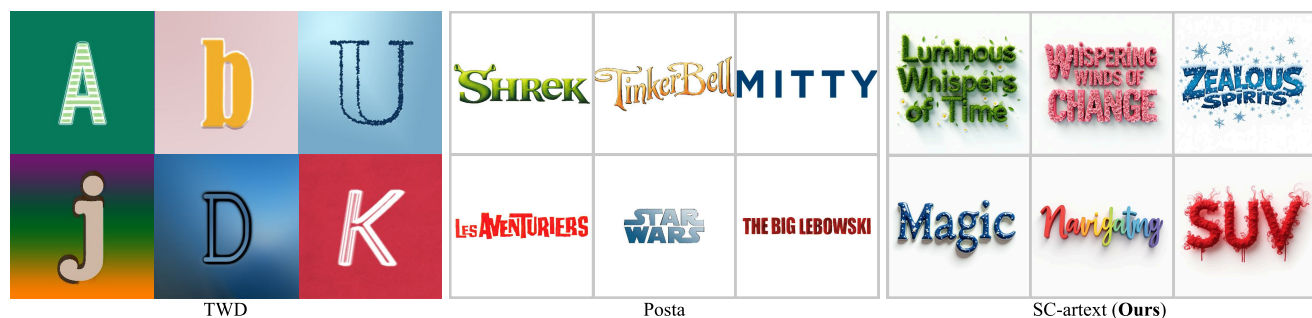 A
b
U
j
D
K
TWD
SHREK
TinkerBell
MITTY
LES AVENTURIERS
STAR
WARS
THE BIG LEBOWSKI
Posta
Luminous
Whispers
of Time
WHISPERING
WINDS OF
CHANGE
ZEALOUS
SPIRITS
Magic
Navigating
SUV
SC-artext (Ours)